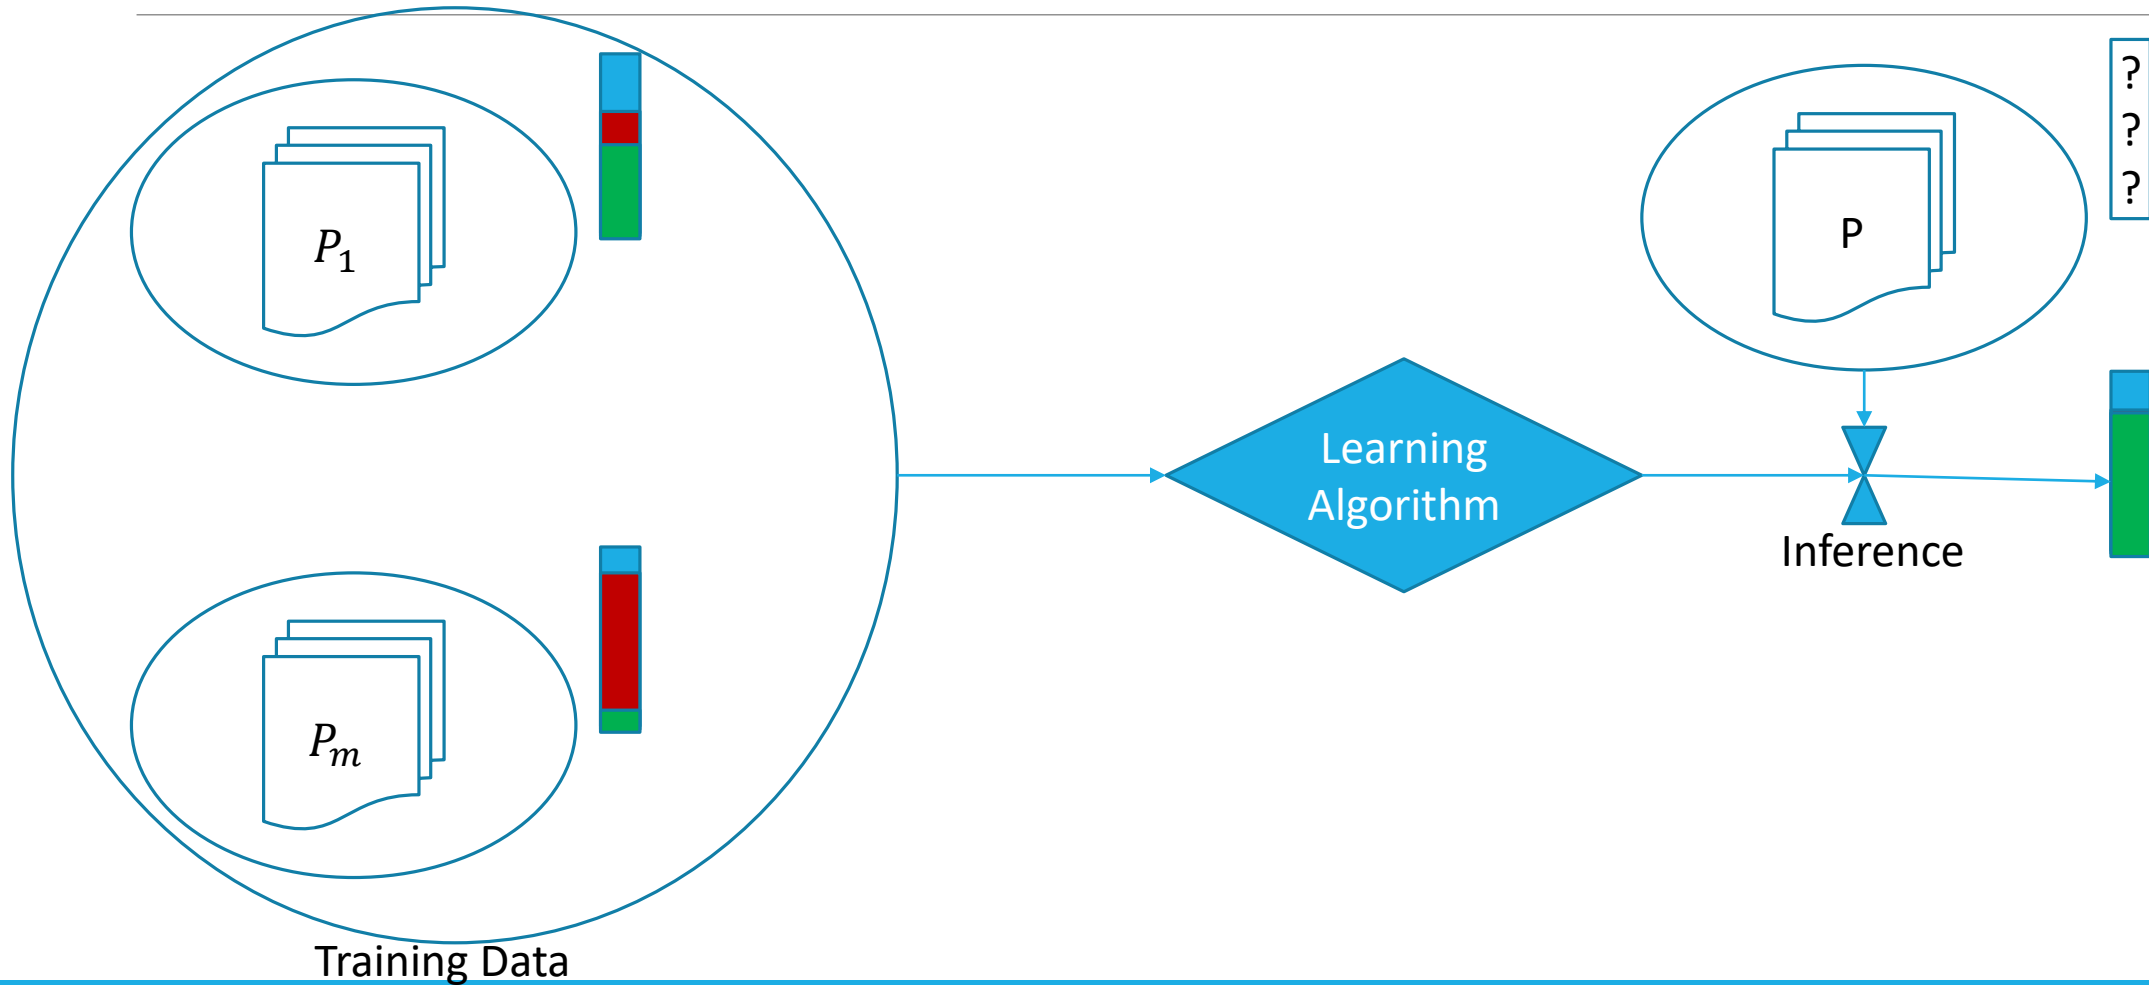 P₁
Pₘ
Training Data
Learning
Algorithm
P
Inference
?
?
?